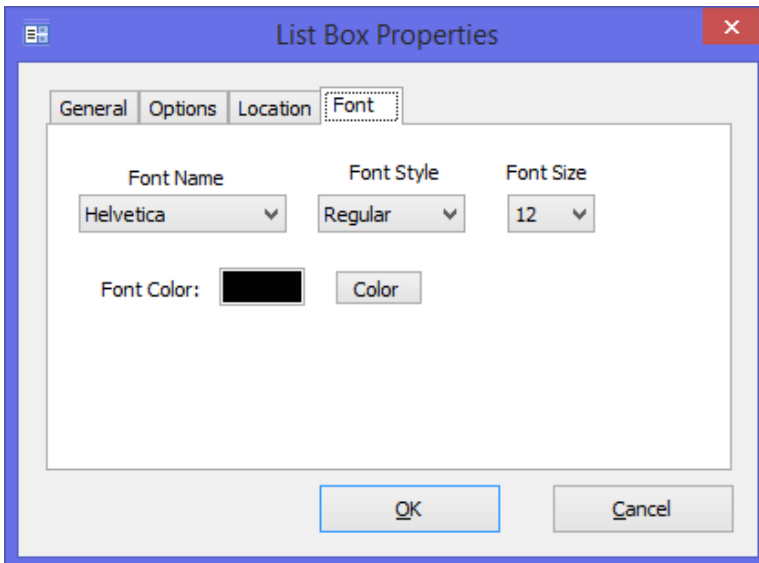 List Box Properties
General Options Location Font
Font Name Font Style Font Size
Helvetica Regular 12
Font Color: Color
OK Cancel